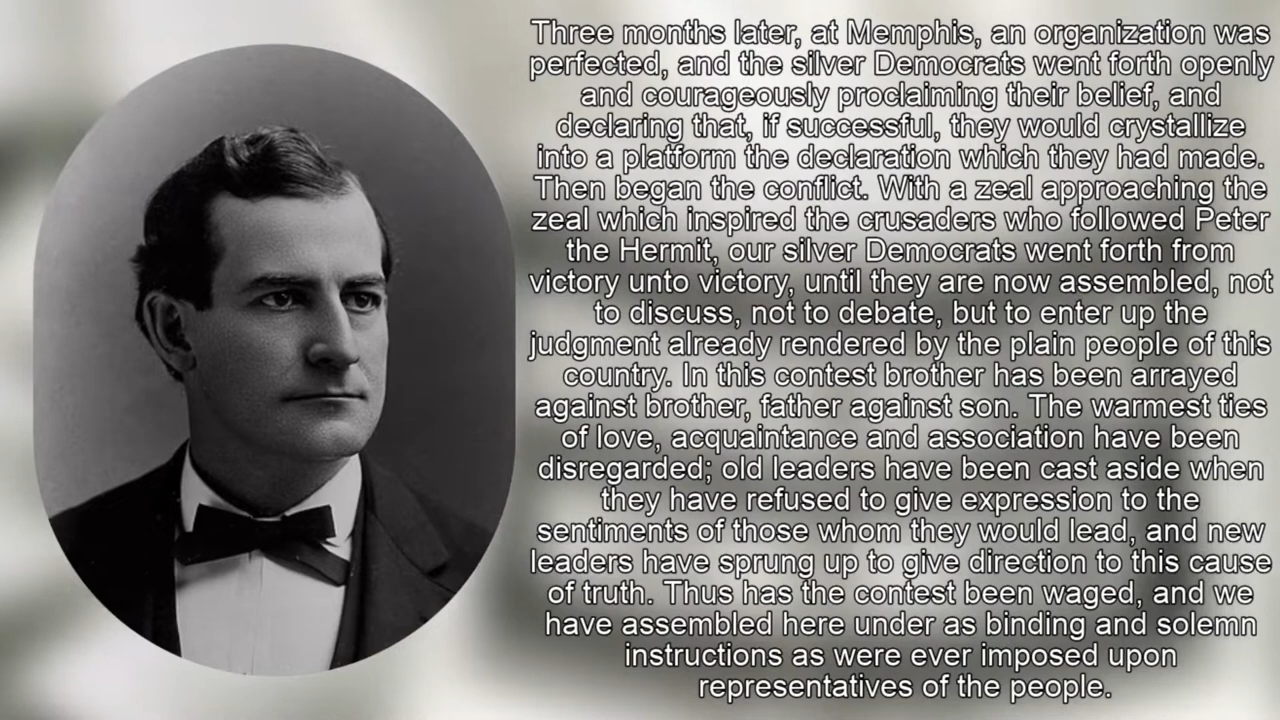 Three months later, at Memphis, an organization was
perfected, and the silver Democrats went forth openly
and courageously proclaiming their belief, and
declaring that, if successful, they would crystallize
into a platform the declaration which they had made.
Then began the conflict. With a zeal approaching the
zeal which inspired the crusaders who followed Peter
the Hermit, our silver Democrats went forth from
victory unto victory, until they are now assembled, not
to discuss, not to debate, but to enter up the
judgment already rendered by the plain people of this
country. In this contest brother has been arrayed
against brother, father against son. The warmest ties
of love, acquaintance and association have been
disregarded; old leaders have been cast aside when
they have refused to give expression to the
sentiments of those whom they would lead, and new
leaders have sprung up to give direction to this cause
of truth. Thus has the contest been waged, and we
have assembled here under as binding and solemn
instructions as were ever imposed upon
representatives of the people.